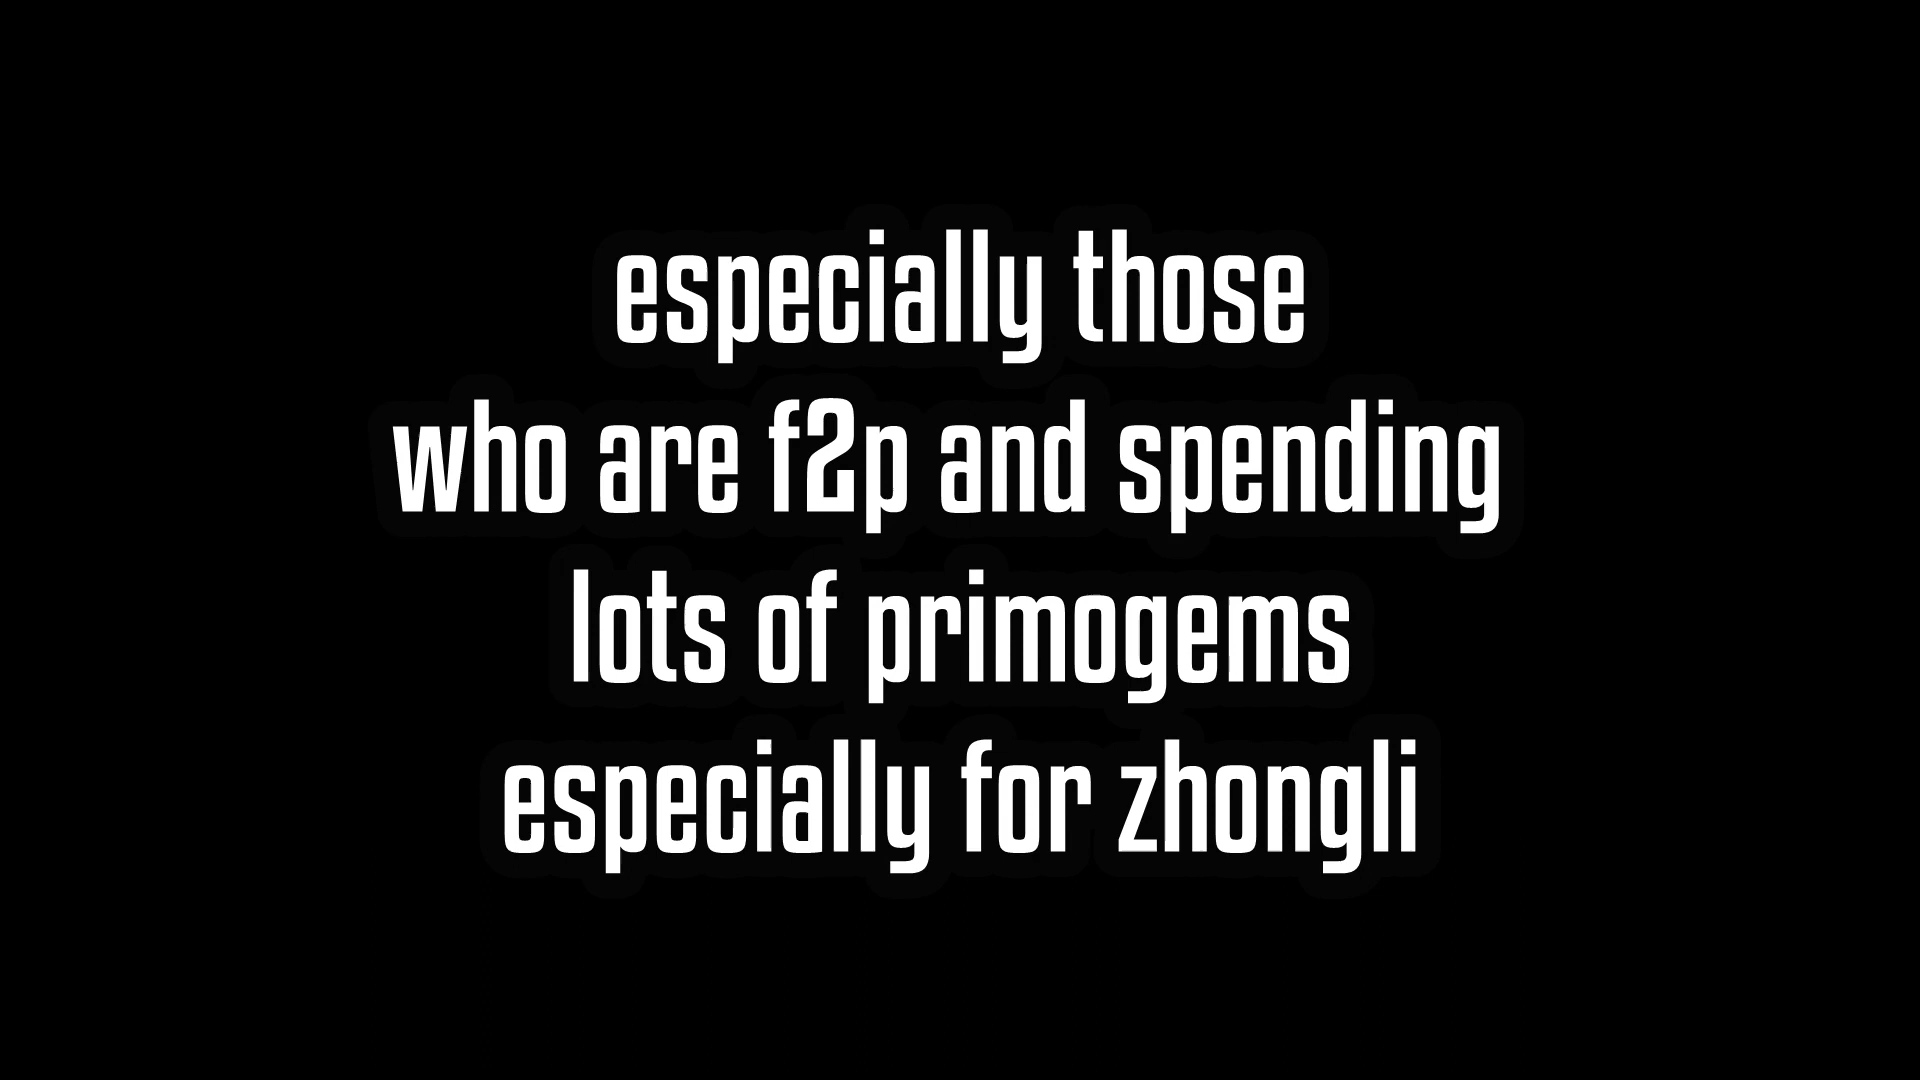 especially those
who are f2p and spending
lots of primogems
especially for zhongli